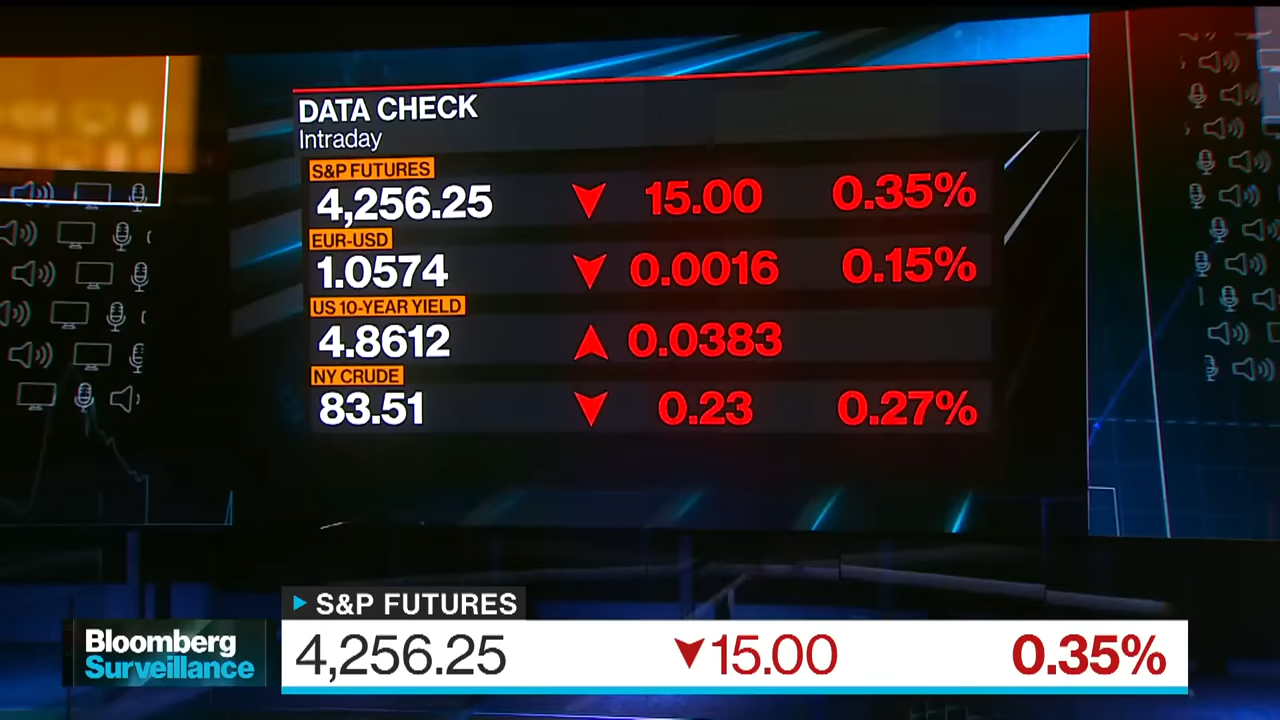 DATA CHECK
Intraday
S&P FUTURES
4,256.25 ▼ 15.00 0.35%
EUR-USD
1.0574 ▼ 0.0016 0.15%
US 10-YEAR YIELD
4.8612 ▲ 0.0383
NY CRUDE
83.51 ▼ 0.23 0.27%
S&P FUTURES
4,256.25 ▼15.00 0.35%
Bloomberg
Surveillance